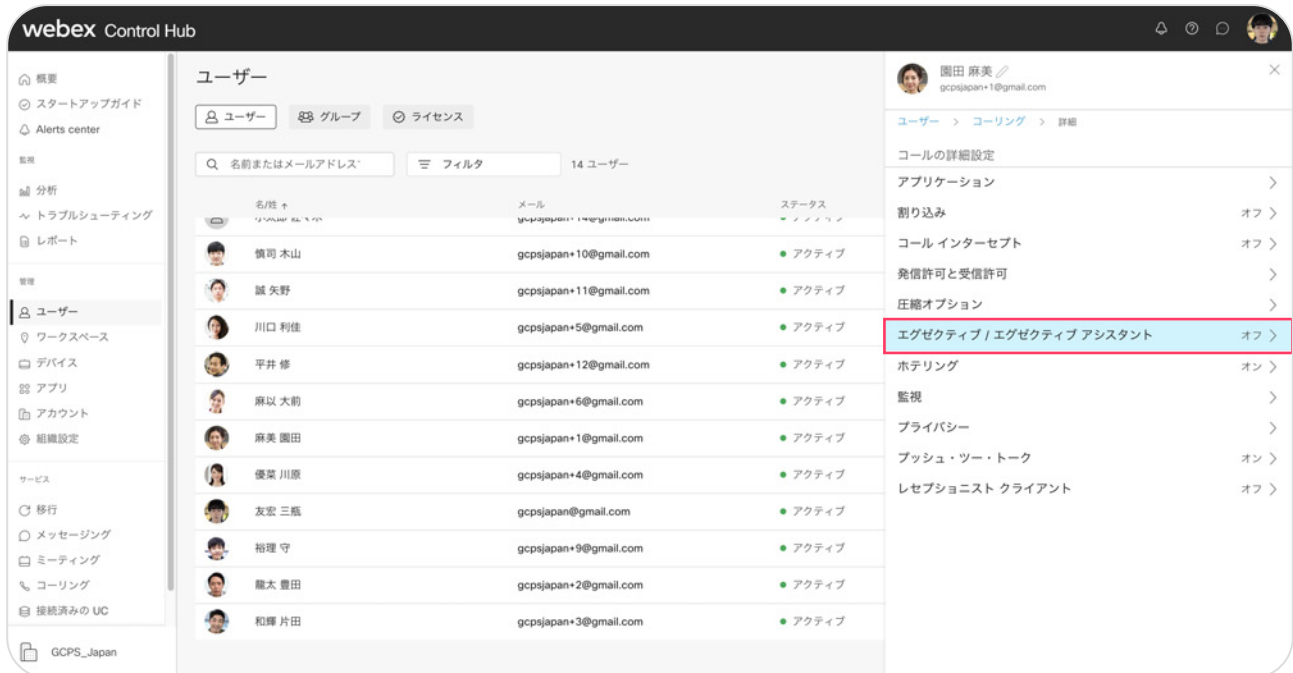 webex Control Hub
概要
スタートアップガイド
Alerts center
監視
分析
トラブルシューティング
レポート
管理
ユーザー
ワークスペース
デバイス
アプリ
アカウント
組織設定
サービス
移行
メッセージング
ミーティング
コーリング
接続済みの UC
GCPS_Japan
ユーザー
ユーザー グループ ライセンス
名前またはメールアドレス フィルタ 14 ユーザー
名/姓 ↑ メール ステータス
慎司 木山 gcpsjapan+10@gmail.com アクティブ
誠 矢野 gcpsjapan+11@gmail.com アクティブ
川口 利佳 gcpsjapan+5@gmail.com アクティブ
平井 修 gcpsjapan+12@gmail.com アクティブ
麻以 大前 gcpsjapan+6@gmail.com アクティブ
麻美 園田 gcpsjapan+1@gmail.com アクティブ
優菜 川原 gcpsjapan+4@gmail.com アクティブ
友宏 三瓶 gcpsjapan@gmail.com アクティブ
裕理 守 gcpsjapan+9@gmail.com アクティブ
龍太 豊田 gcpsjapan+2@gmail.com アクティブ
和輝 片田 gcpsjapan+3@gmail.com アクティブ
園田 麻美
gcpsjapan+1@gmail.com
ユーザー > コーリング > 詳細
コールの詳細設定
アプリケーション
割り込み オフ
コール インターセプト オフ
発信許可と受信許可
圧縮オプション
エグゼクティブ / エグゼクティブ アシスタント オフ
ホテリング オン
監視
プライバシー
プッシュ・ツー・トーク オン
レセプショニスト クライアント オフ